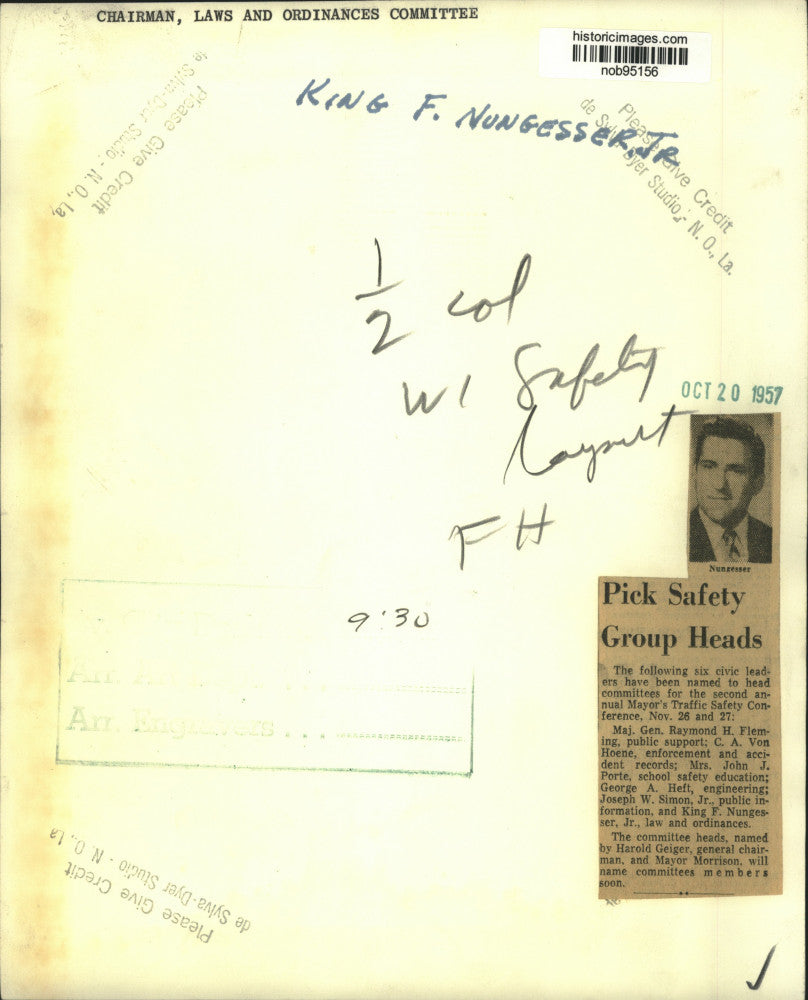 CHAIRMAN, LAWS AND ORDINANCES COMMITTEE
historicimages.com
nob95156
Please Give Credit
de Sylva-Dyer Studio - N. O., La.
KING F. NUNGESSER, JR
Please Give Credit
de Sylva-Dyer Studio - N. O., La.
1/2 col
W/ Safety
layout
FH
OCT 20 1957
9:30
Nungesser
Pick Safety
Group Heads
The following six civic lead-
ers have been named to head
committees for the second an-
nual Mayor's Traffic Safety Con-
ference, Nov. 26 and 27:
Maj. Gen. Raymond H. Flem-
ing, public support; C. A. Von
Hoene, enforcement and acci-
dent records; Mrs. John J.
Porte, school safety education;
George A. Heft, engineering;
Joseph W. Simon, Jr., public in-
formation, and King F. Nunges-
ser, Jr., law and ordinances.
The committee heads, named
by Harold Geiger, general chair-
man, and Mayor Morrison, will
name committees members
soon.
Arr.
Arr. Engravers . . .
Please Give Credit
de Sylva-Dyer Studio - N. O., La